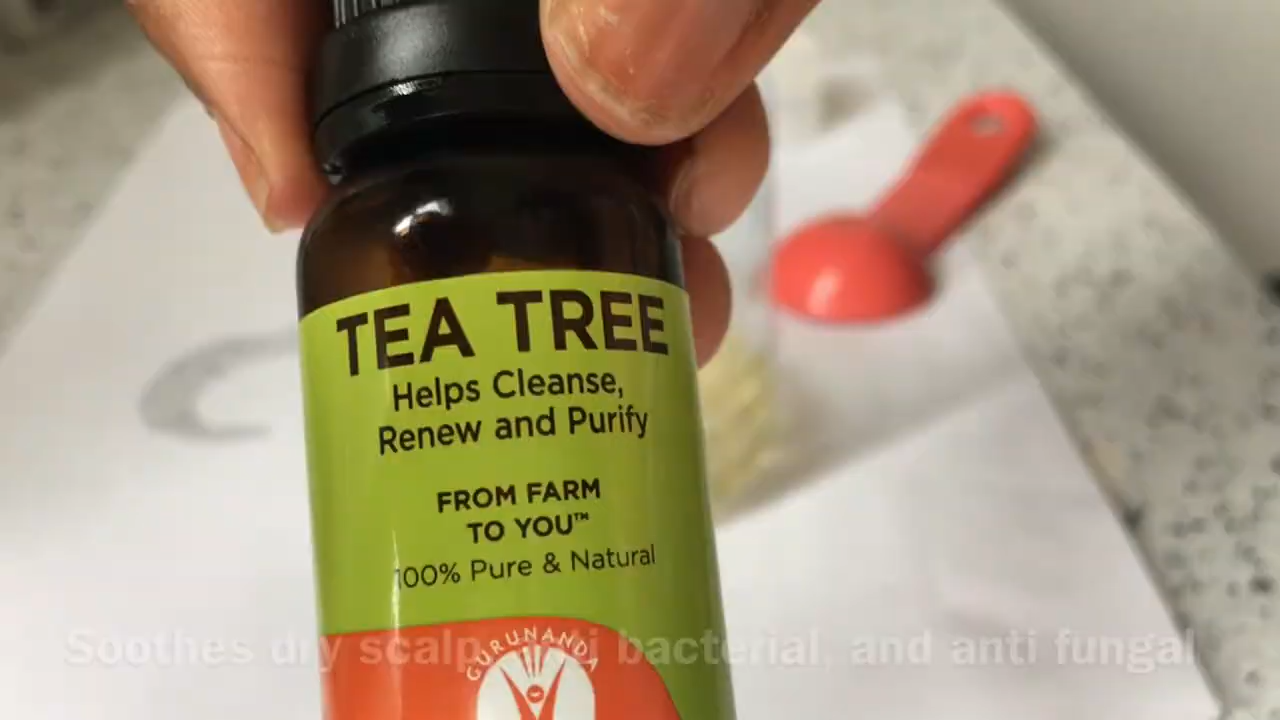 TEA TREE
Helps Cleanse,
Renew and Purify
FROM FARM
TO YOU™
100% Pure & Natural
GURUNANDA
Soothes dry scalp, anti bacterial, and anti fungal